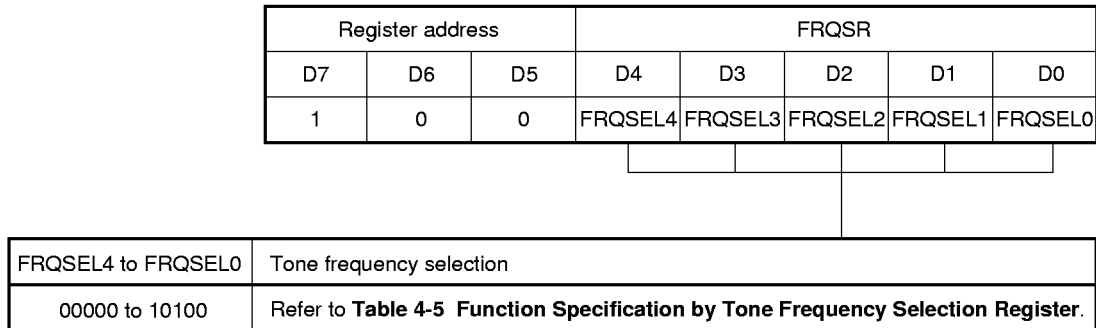 Register address FRQSR
D7 D6 D5 D4 D3 D2 D1 D0
1 0 0 FRQSEL4 FRQSEL3 FRQSEL2 FRQSEL1 FRQSEL0
FRQSEL4 to FRQSEL0 Tone frequency selection
00000 to 10100 Refer to Table 4-5 Function Specification by Tone Frequency Selection Register.